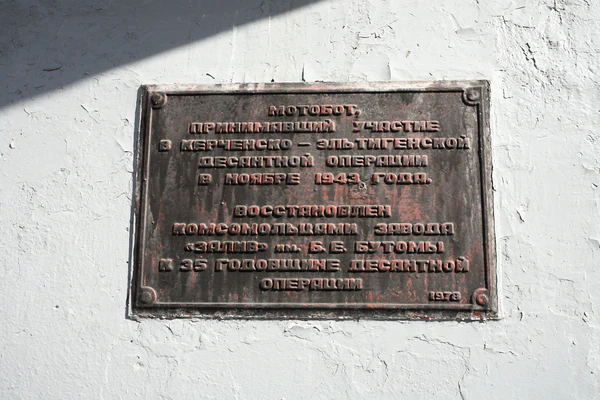 МОТОБОТ,
ПРИНИМАВШИЙ УЧАСТИЕ
В КЕРЧЕНСКО – ЭЛЬТИГЕНСКОЙ
ДЕСАНТНОЙ ОПЕРАЦИИ
В НОЯБРЕ 1943 ГОДА.
ВОССТАНОВЛЕН
КОМСОМОЛЬЦАМИ ЗАВОДА
«ЗАЛИВ» им. Б. Е. БУТОМЫ
К 35 ГОДОВЩИНЕ ДЕСАНТНОЙ
ОПЕРАЦИИ
1978